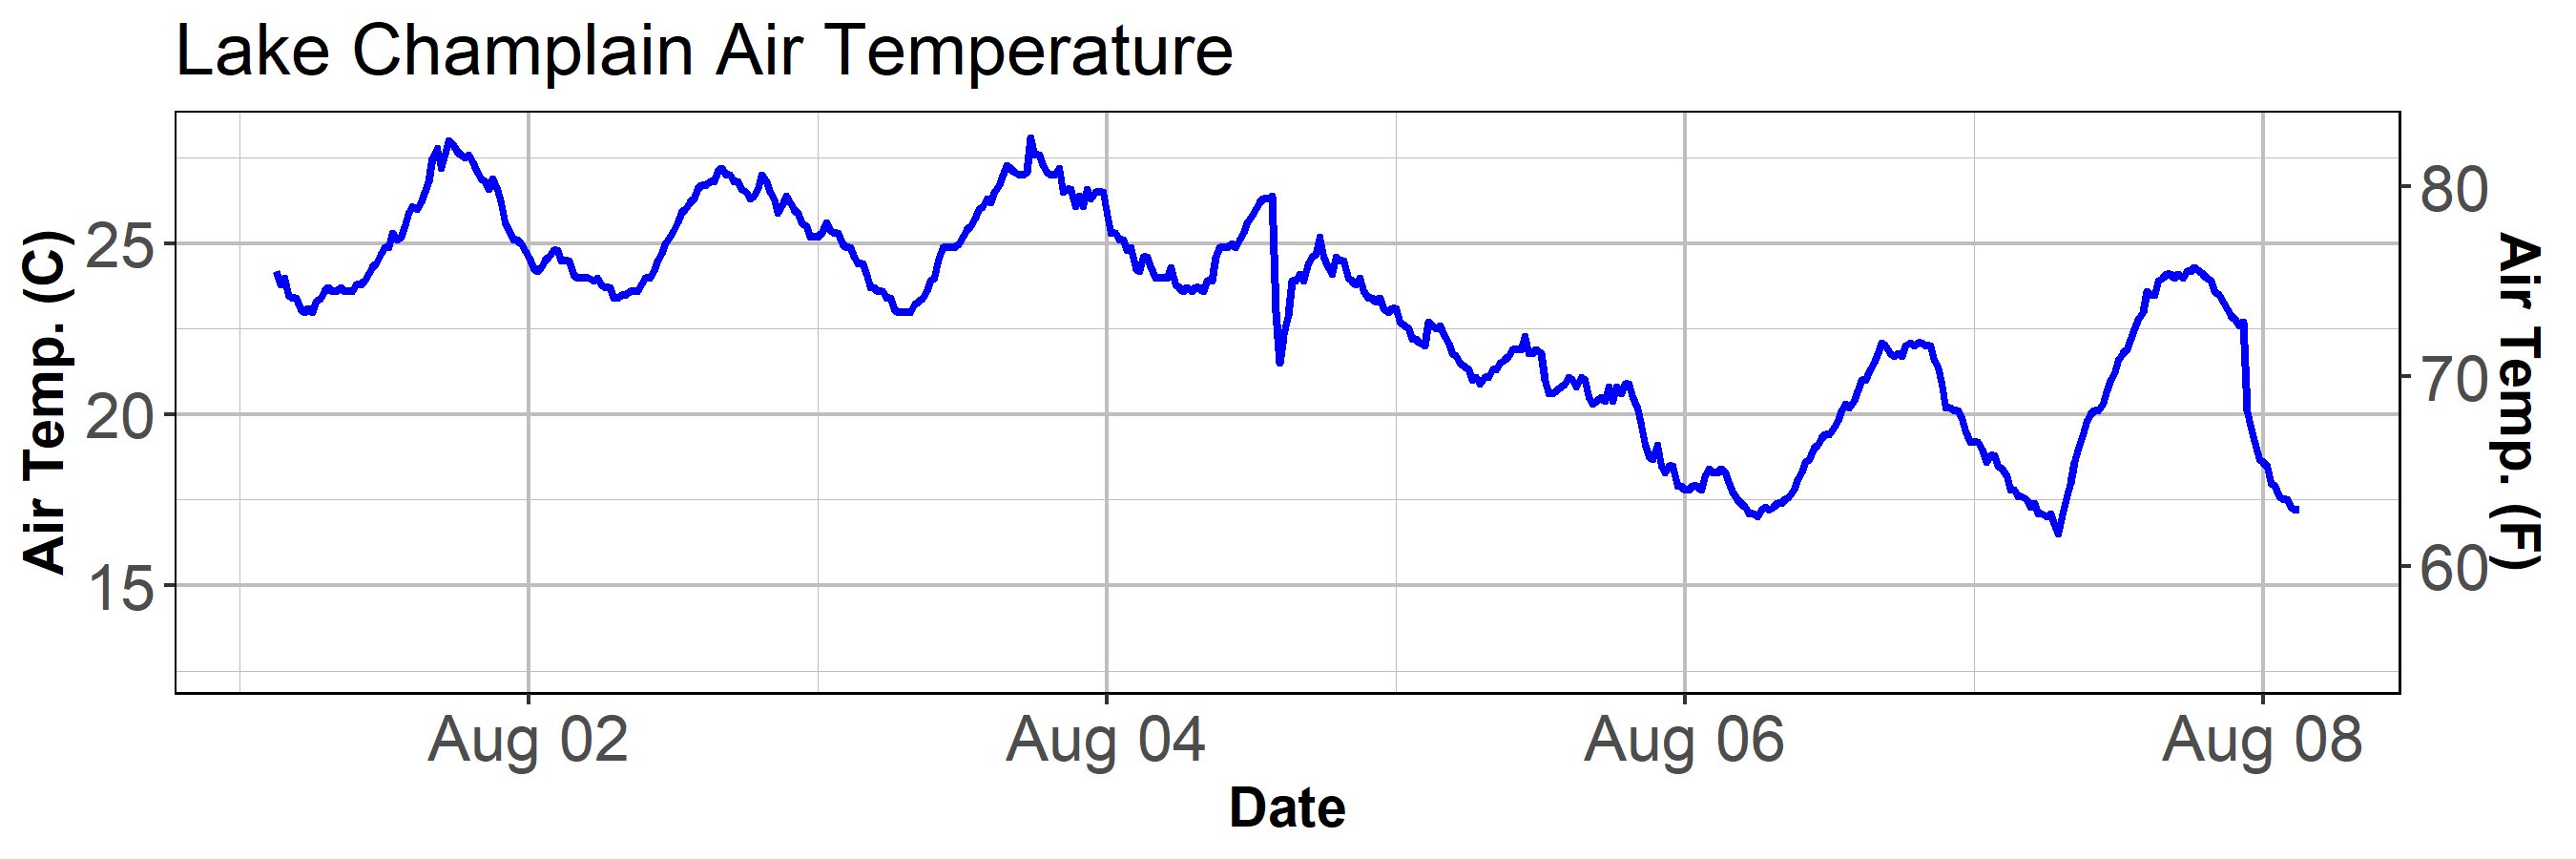 Lake Champlain Air Temperature
Air Temp. (C)
25
20
15
80
70
60
Air Temp. (F)
Aug 02 Aug 04 Aug 06 Aug 08
Date